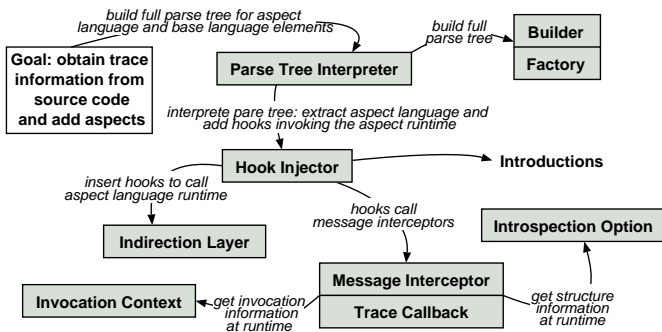 build full parse tree for aspect
language and base language elements
build full
parse tree
Builder
Factory
Goal: obtain trace
information from
source code
and add aspects
Parse Tree Interpreter
interprete pare tree: extract aspect language and
add hooks invoking the aspect runtime
Hook Injector
Introductions
insert hooks to call
aspect language runtime
hooks call
message interceptors
Indirection Layer
Introspection Option
Message Interceptor
Trace Callback
Invocation Context
get invocation
information
at runtime
get structure
information
at runtime